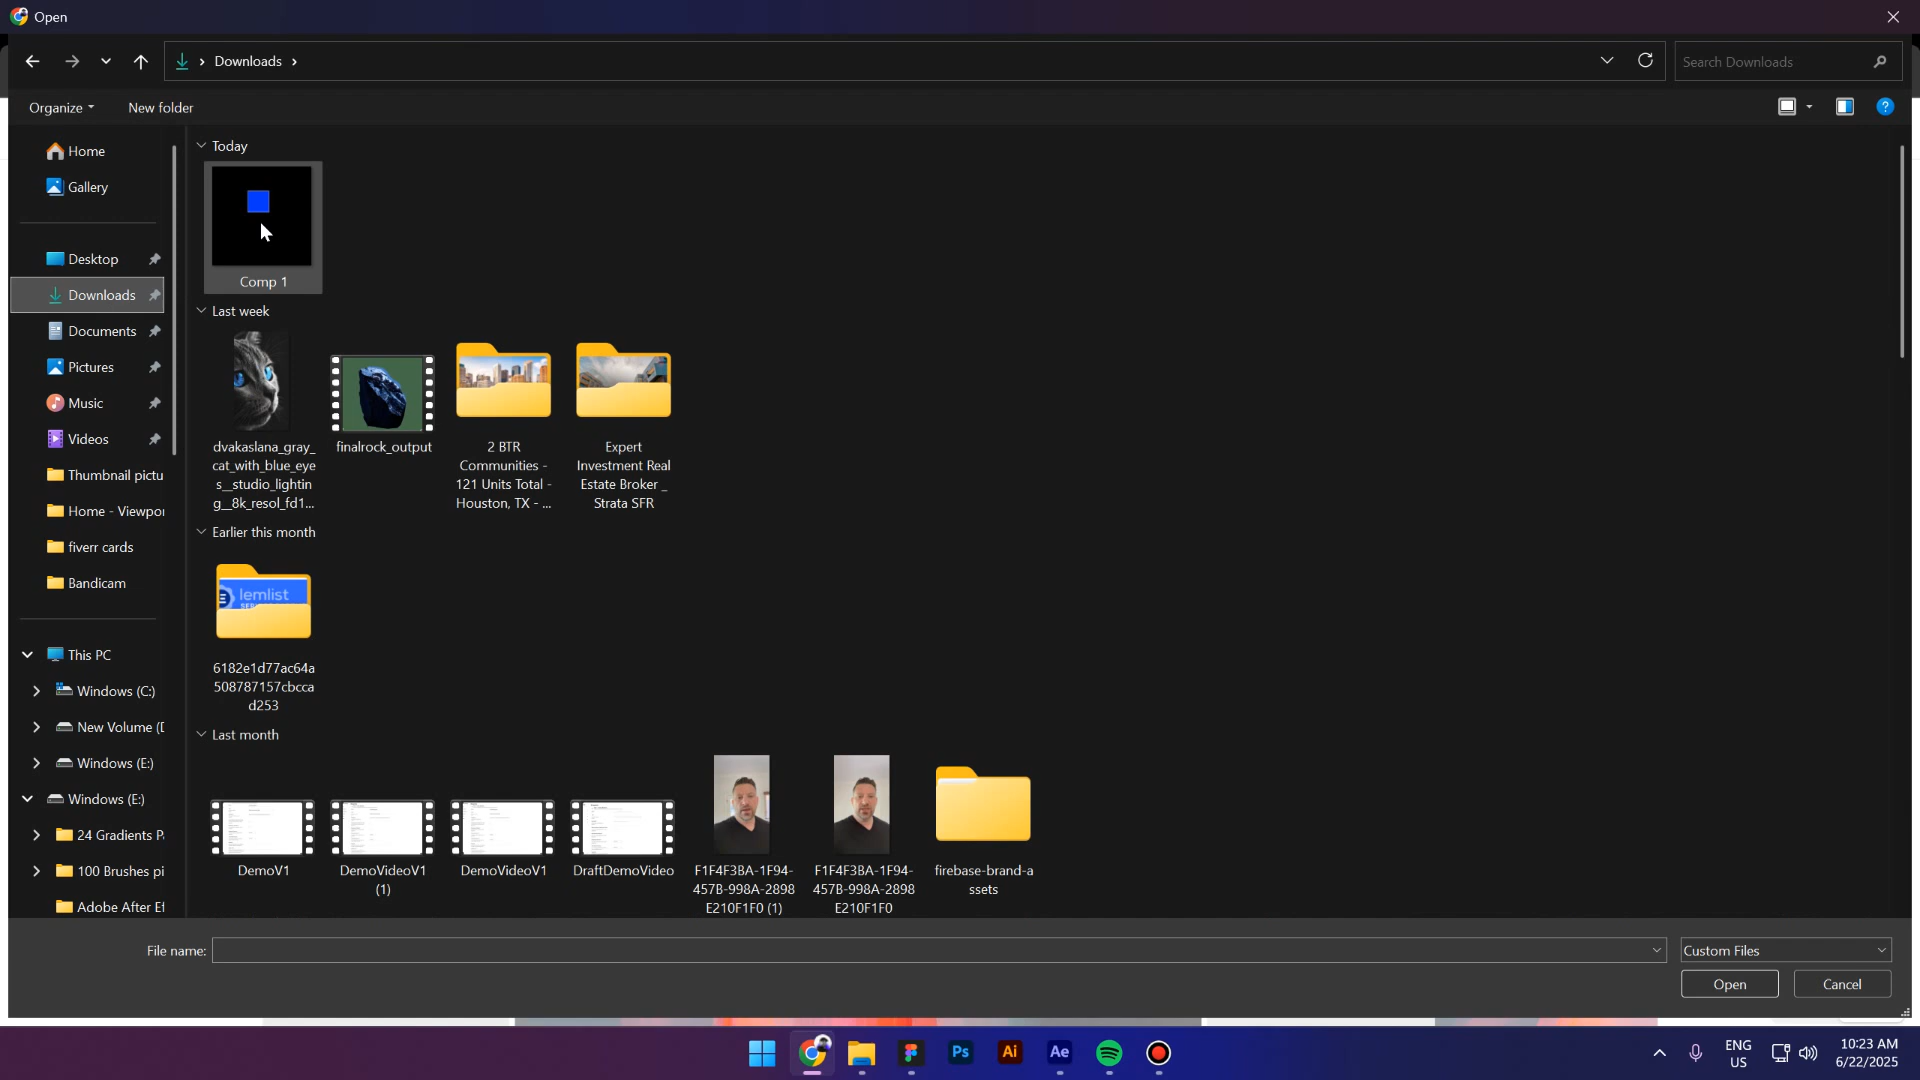 Open
Downloads
Search Downloads
Organize
New folder
Home
Gallery
Desktop
Downloads
Documents
Pictures
Music
Videos
Thumbnail pictu
Home - Viewpor
fiverr cards
Bandicam
This PC
Windows (C:)
New Volume (D
Windows (E:)
Windows (E:)
24 Gradients Pa
100 Brushes pi
Adobe After Ef
Today
Comp 1
Last week
dvakaslana_gray_
cat_with_blue_eye
s__studio_lightin
g__8k_resol_fd1...
finalrock_output
2 BTR
Communities -
121 Units Total -
Houston, TX - ...
Expert
Investment Real
Estate Broker _
Strata SFR
Earlier this month
lemlist
6182e1d77ac64a
508787157cbcca
d253
Last month
DemoV1
DemoVideoV1
(1)
DemoVideoV1
DraftDemoVideo
F1F4F3BA-1F94-
457B-998A-2898
E210F1F0 (1)
F1F4F3BA-1F94-
457B-998A-2898
E210F1F0
firebase-brand-a
ssets
File name:
Custom Files
Open
Cancel
Ps
Ai
Ae
ENG
US
10:23 AM
6/22/2025